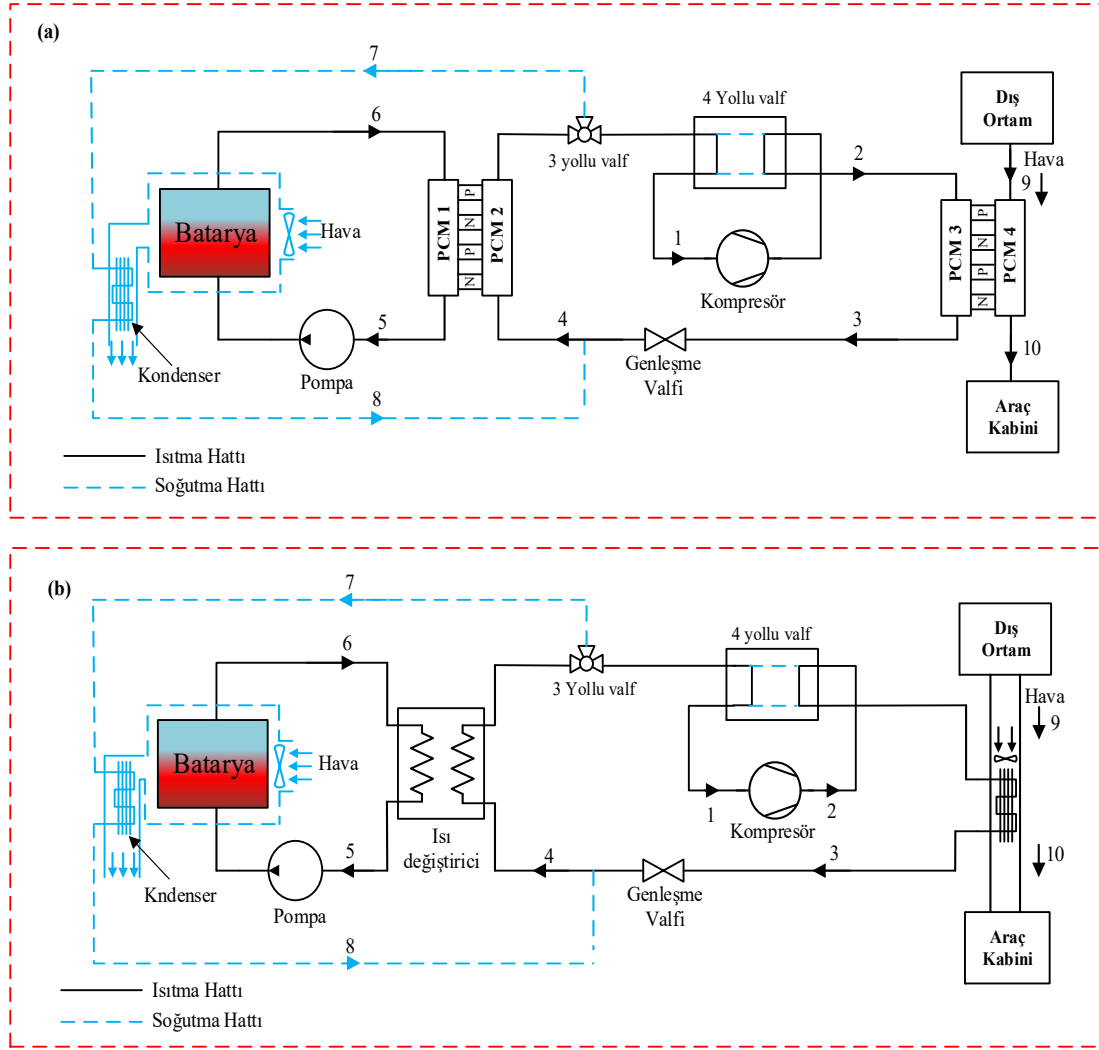 (a)
7
6
4 Yollu valf
Dış
Ortam
3 yollu valf
2
Hava
9
Batarya
Hava
PCM 1
P
N
P
N
PCM 2
1
Kompresör
PCM 3
P
N
P
N
PCM 4
5
4
3
Kondenser
Pompa
Genleşme
Valfi
10
8
Araç
Kabini
Isıtma Hattı
Soğutma Hattı
(b)
7
6
4 yollu valf
Dış
Ortam
3 Yollu valf
Hava
9
Batarya
Hava
1
2
Kompresör
Isı
değiştirici
5
4
3
10
Kndenser
Pompa
Genleşme
Valfi
8
Araç
Kabini
Isıtma Hattı
Soğutma Hattı